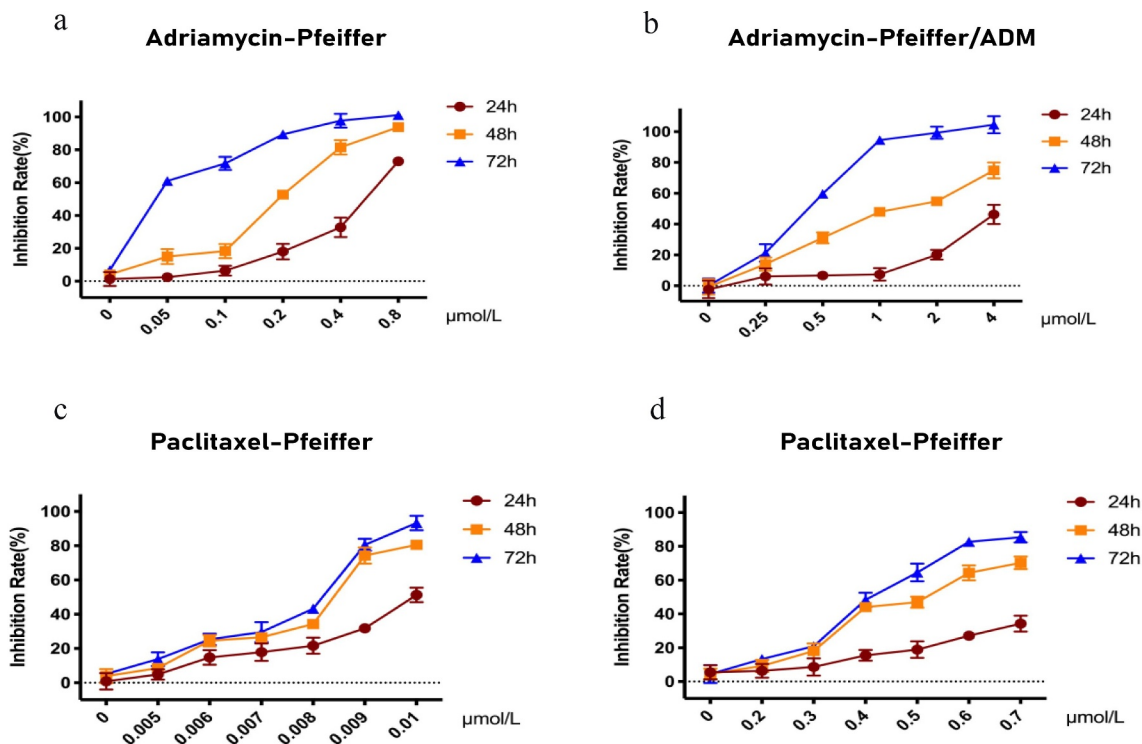 a
Adriamycin-Pfeiffer
Inhibition Rate(%)
100
80
60
40
20
0
0
0.05
0.1
0.2
0.4
0.8
μmol/L
24h
48h
72h
b
Adriamycin-Pfeiffer/ADM
Inhibition Rate(%)
100
80
60
40
20
0
0
0.25
0.5
1
2
4
μmol/L
24h
48h
72h
c
Paclitaxel-Pfeiffer
Inhibition Rate(%)
100
80
60
40
20
0
0
0.005
0.006
0.007
0.008
0.009
0.01
μmol/L
24h
48h
72h
d
Paclitaxel-Pfeiffer
Inhibition Rate(%)
100
80
60
40
20
0
0
0.2
0.3
0.4
0.5
0.6
0.7
μmol/L
24h
48h
72h